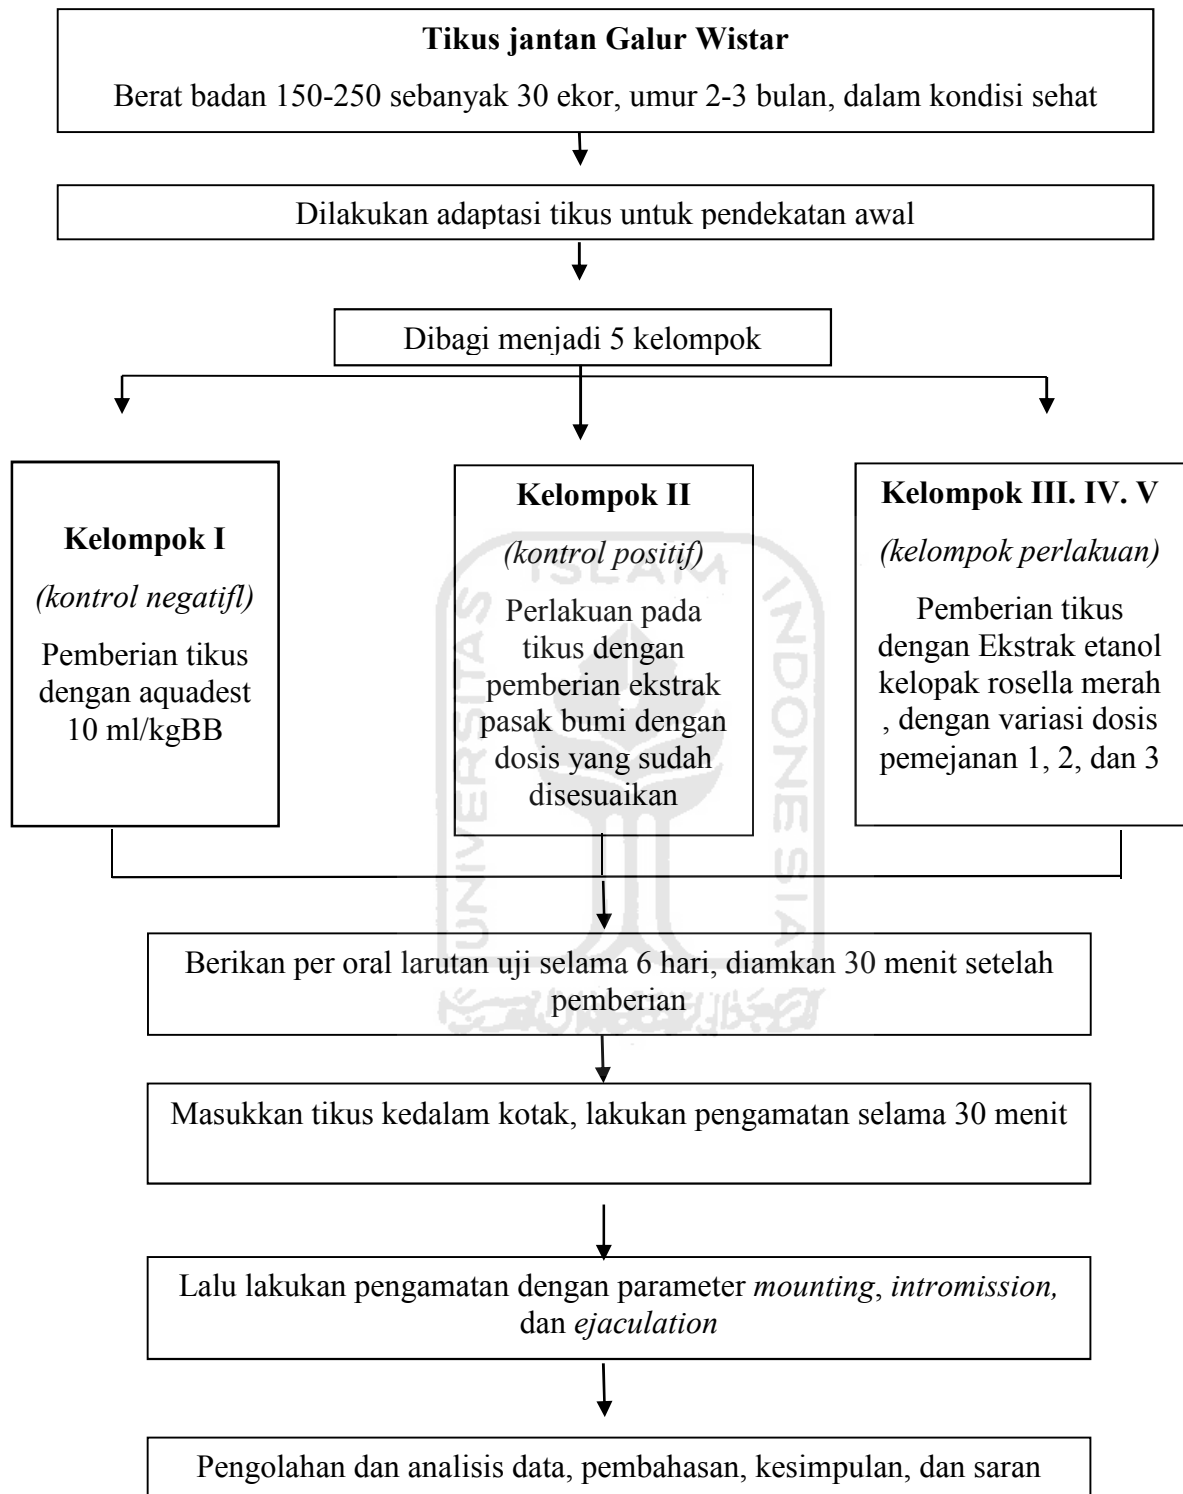 Tikus jantan Galur Wistar
Berat badan 150-250 sebanyak 30 ekor, umur 2-3 bulan, dalam kondisi sehat
Dilakukan adaptasi tikus untuk pendekatan awal
Dibagi menjadi 5 kelompok
Kelompok I
(kontrol negatifl)
Pemberian tikus
dengan aquadest
10 ml/kgBB
Kelompok II
(kontrol positif)
Perlakuan pada
tikus dengan
pemberian ekstrak
pasak bumi dengan
dosis yang sudah
disesuaikan
Kelompok III. IV. V
(kelompok perlakuan)
Pemberian tikus
dengan Ekstrak etanol
kelopak rosella merah
, dengan variasi dosis
pemejanan 1, 2, dan 3
UNIVERSITAS
ISLAM
INDONESIA
Berikan per oral larutan uji selama 6 hari, diamkan 30 menit setelah
pemberian
Masukkan tikus kedalam kotak, lakukan pengamatan selama 30 menit
Lalu lakukan pengamatan dengan parameter mounting, intromission,
dan ejaculation
Pengolahan dan analisis data, pembahasan, kesimpulan, dan saran